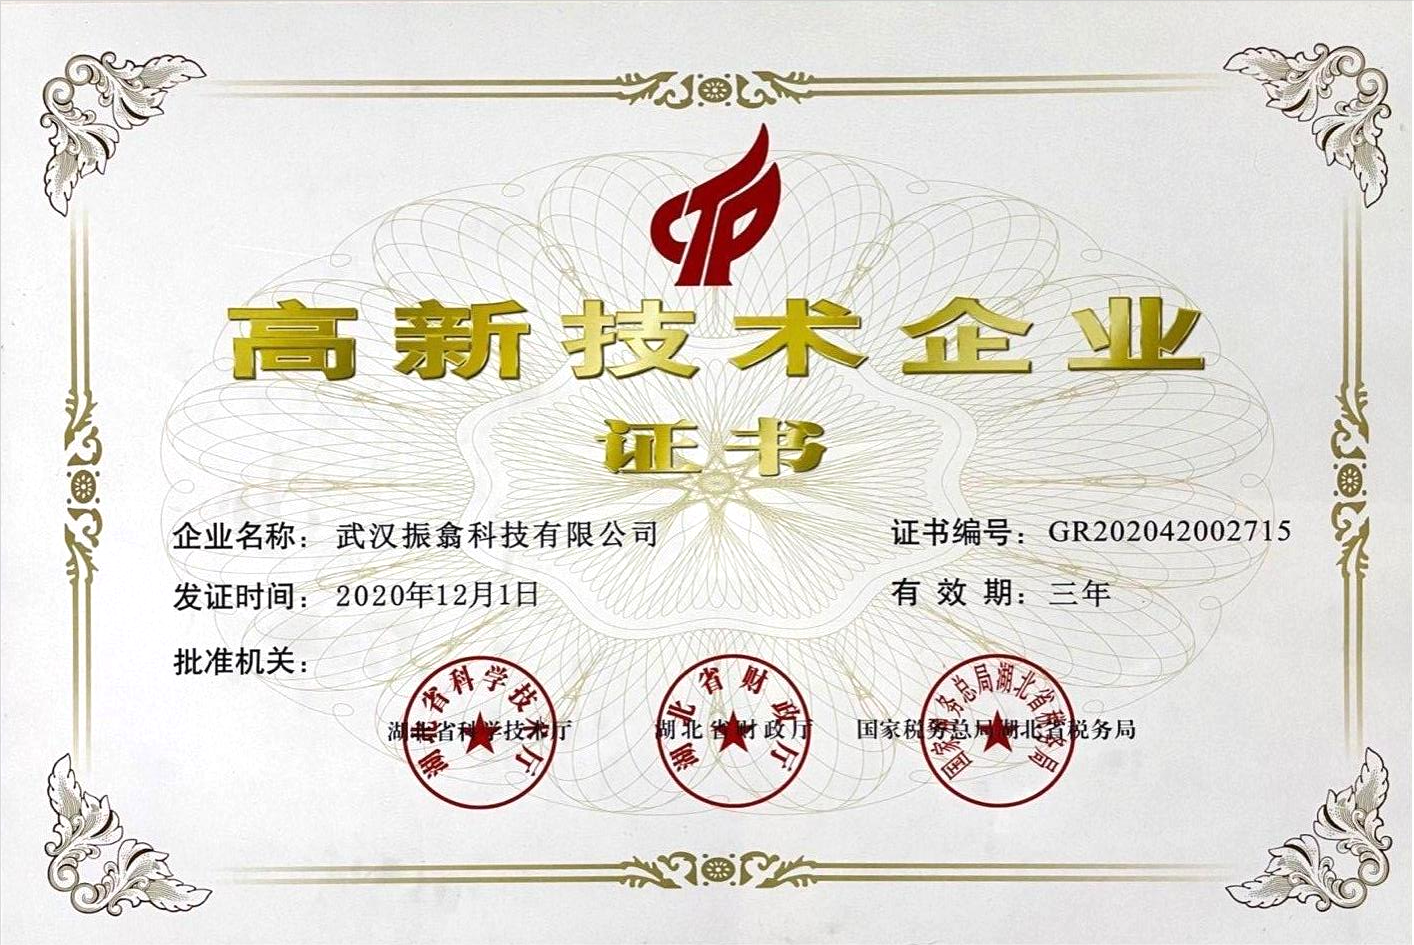 高新技术企业
证书
企业名称： 武汉振翕科技有限公司 证书编号： GR202042002715
发证时间： 2020年12月1日 有 效 期： 三年
批准机关：
湖北省科学技术厅 湖北省财政厅 国家税务总局湖北省税务局
湖北省科学技术厅
湖北省财政厅
国家税务总局湖北省税务局